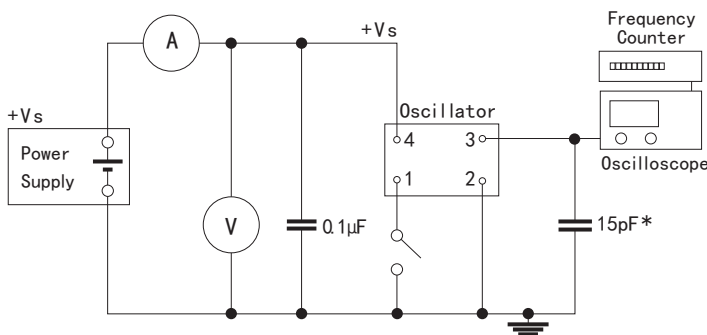 Frequency
Counter
A
+Vs
+Vs
Oscillator
4
3
Power
Supply
Oscilloscope
1
2
V
0.1μF
15pF*